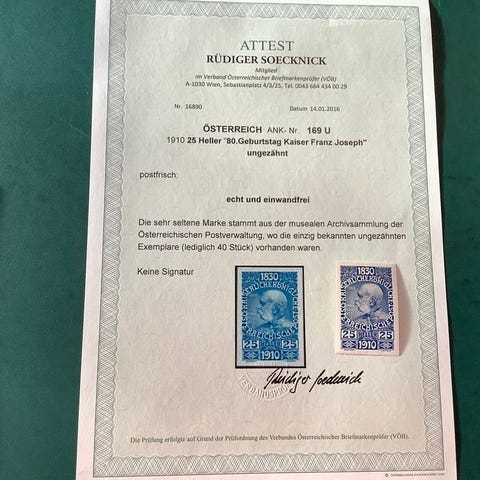 ATTEST
RÜDIGER SOECKNICK
Mitglied
im Verband Österreichischer Briefmarkenprüfer (VÖB)
A-1030 Wien, Sebastianplatz 4/3/25, Tel. 0043 664 434 00 29
Nr. 16890 Datum 14.01.2016
ÖSTERREICH ANK- Nr. 169 U
1910 25 Heller "80.Geburtstag Kaiser Franz Joseph"
ungezähnt
postfrisch:
echt und einwandfrei
Die sehr seltene Marke stammt aus der musealen Archivsammlung der
Österreichischen Postverwaltung, wo die einzig bekannten ungezähnten
Exemplare (lediglich 40 Stück) vorhanden waren.
Keine Signatur
1830
25 25
1910
1830
25 25
1910
Rüdiger Soecknick
Die Prüfung erfolgte auf Grund der Prüfordnung des Verbandes Österreichischer Briefmarkenprüfer (VÖB).